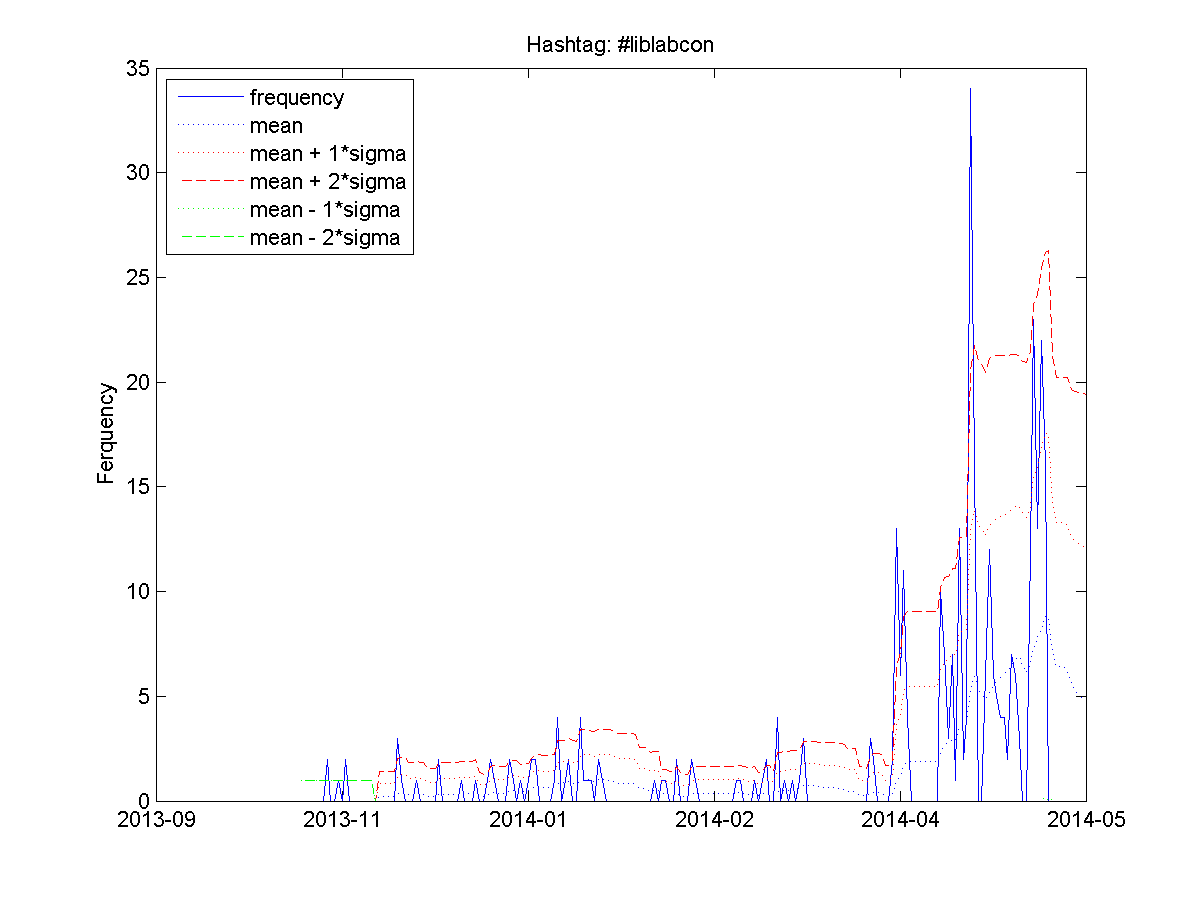 Hashtag: #liblabcon
35
30
25
20
15
10
5
0
Ferquency
frequency
mean
mean + 1*sigma
mean + 2*sigma
mean - 1*sigma
mean - 2*sigma
2013-09 2013-11 2014-01 2014-02 2014-04 2014-05